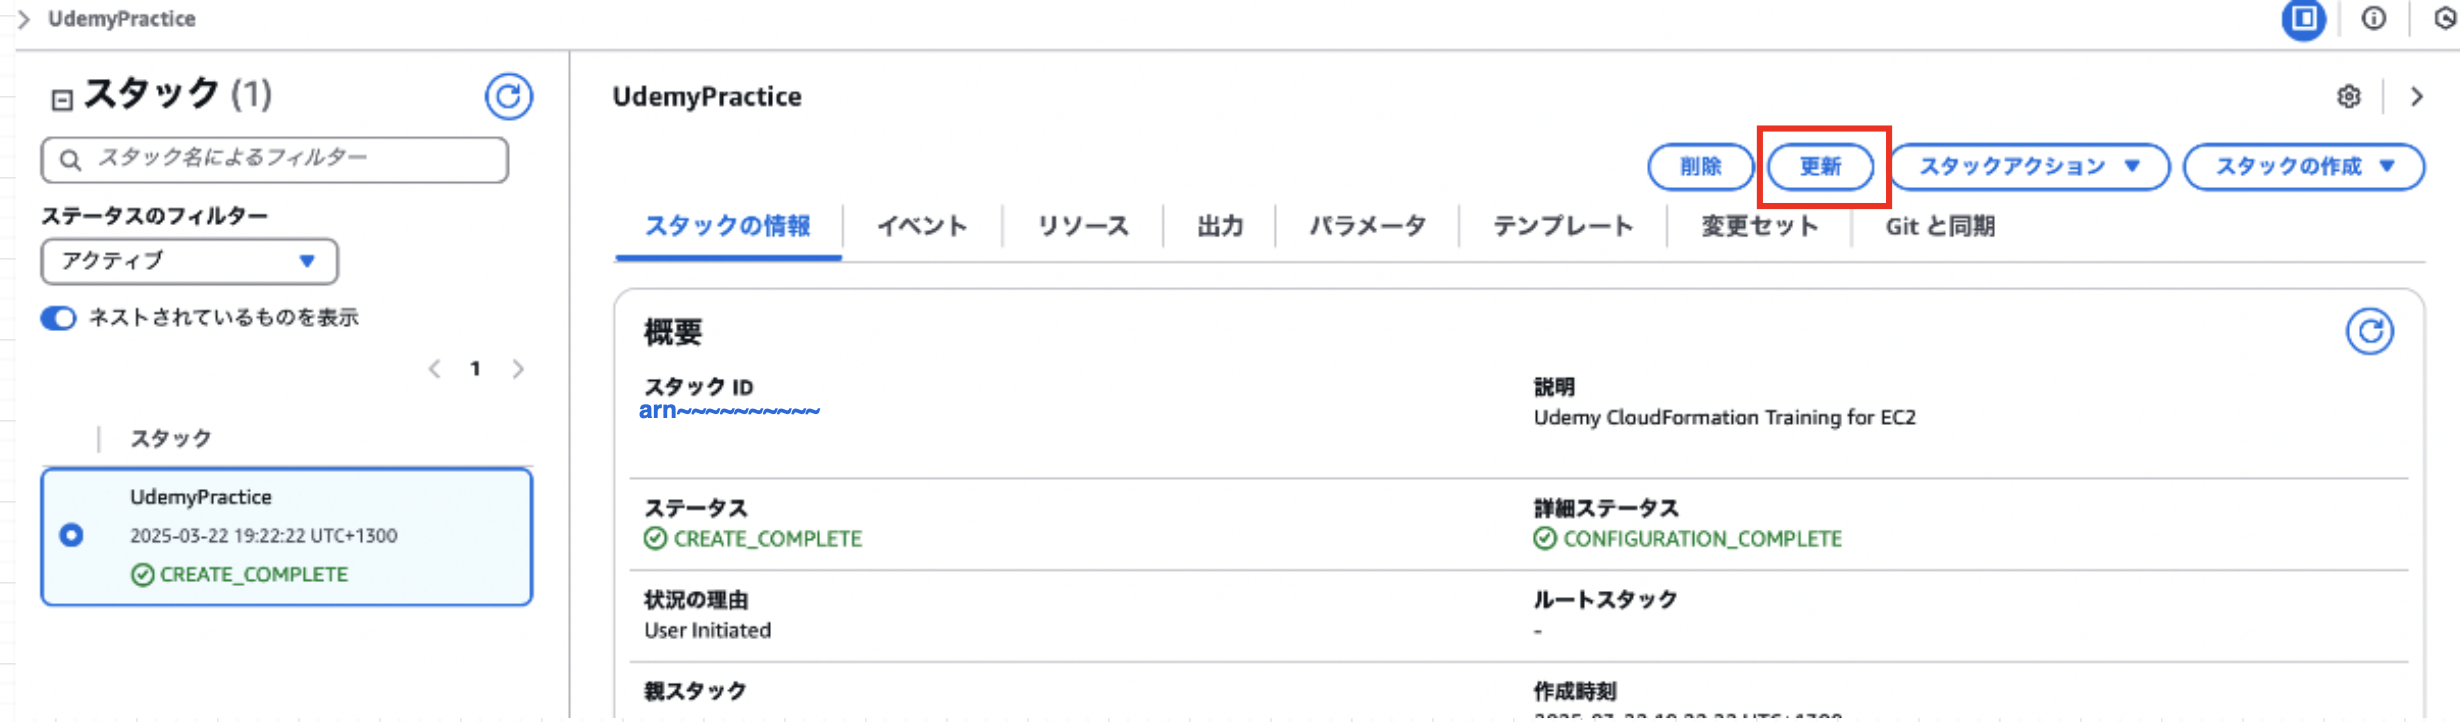 UdemyPractice
スタック (1)
スタック名によるフィルター
ステータスのフィルター
アクティブ
ネストされているものを表示
1
スタック
UdemyPractice
2025-03-22 19:22:22 UTC+1300
CREATE_COMPLETE
UdemyPractice
削除
更新
スタックアクション
スタックの作成
スタックの情報
イベント
リソース
出力
パラメータ
テンプレート
変更セット
Git と同期
概要
スタック ID
arn~~~~~~~~~~
説明
Udemy CloudFormation Training for EC2
ステータス
CREATE_COMPLETE
詳細ステータス
CONFIGURATION_COMPLETE
状況の理由
User Initiated
ルートスタック
-
親スタック
作成時刻
2025-03-22 19:22:22 UTC+1300